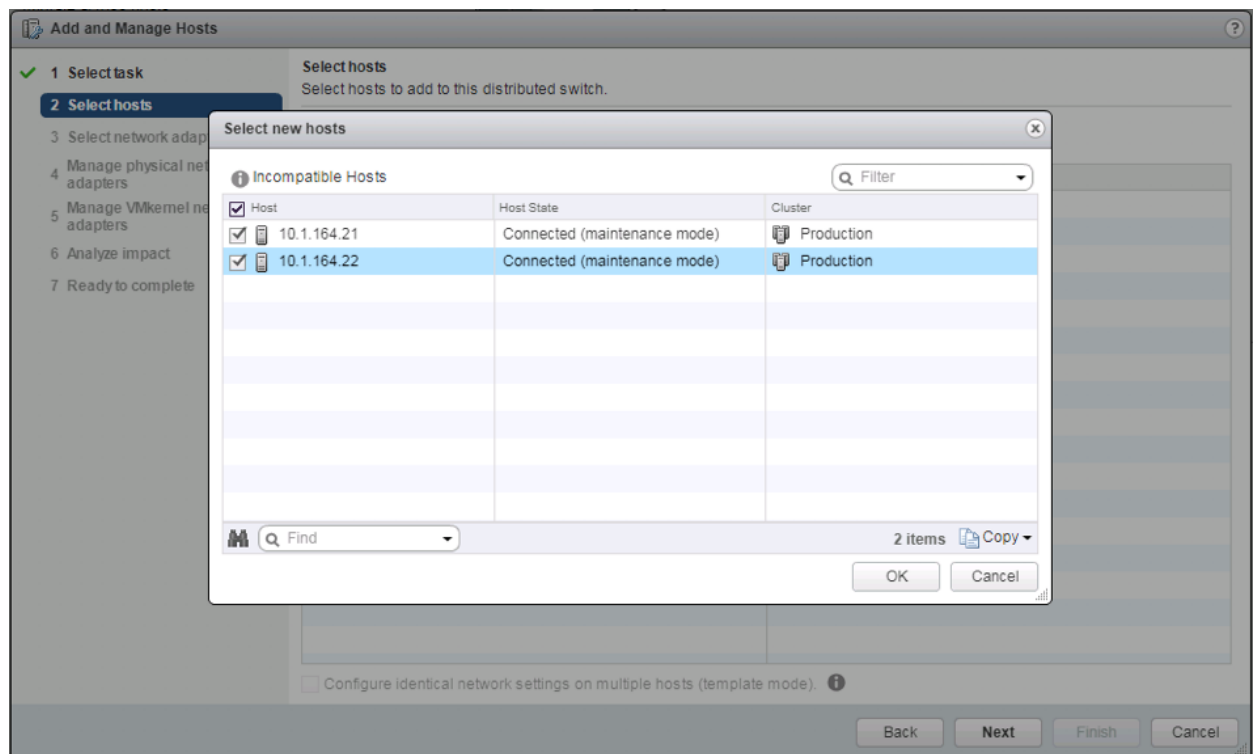 Add and Manage Hosts
1 Select task
2 Select hosts
3 Select network adap
4 Manage physical net
adapters
5 Manage VMkernel ne
adapters
6 Analyze impact
7 Ready to complete
Select hosts
Select hosts to add to this distributed switch.
Select new hosts
Incompatible Hosts
Filter
Host Host State Cluster
10.1.164.21 Connected (maintenance mode) Production
10.1.164.22 Connected (maintenance mode) Production
Find
2 items Copy
OK Cancel
Configure identical network settings on multiple hosts (template mode).
Back Next Finish Cancel